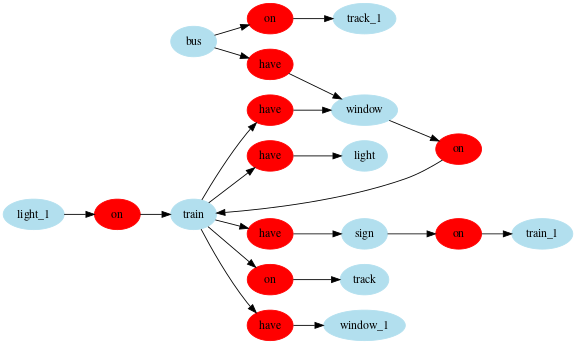 on
track_1
bus
have
have
window
on
have
light
light_1
on
train
have
sign
on
train_1
on
track
have
window_1